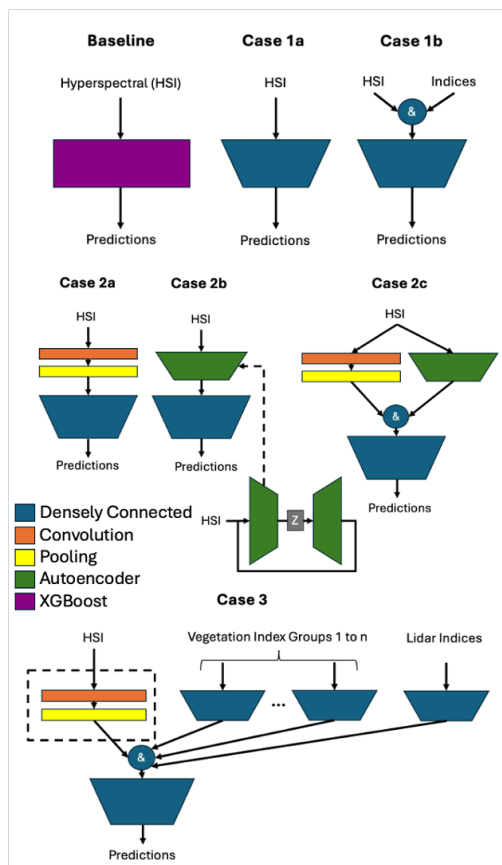 Baseline
Case 1a
Case 1b
Hyperspectral (HSI)
HSI
HSI
Indices
&
Predictions
Predictions
Predictions
Case 2a
Case 2b
Case 2c
HSI
HSI
HSI
&
Predictions
Predictions
Predictions
HSI
Z
Densely Connected
Convolution
Pooling
Autoencoder
XGBoost
Case 3
HSI
Vegetation Index Groups 1 to n
Lidar Indices
...
&
Predictions